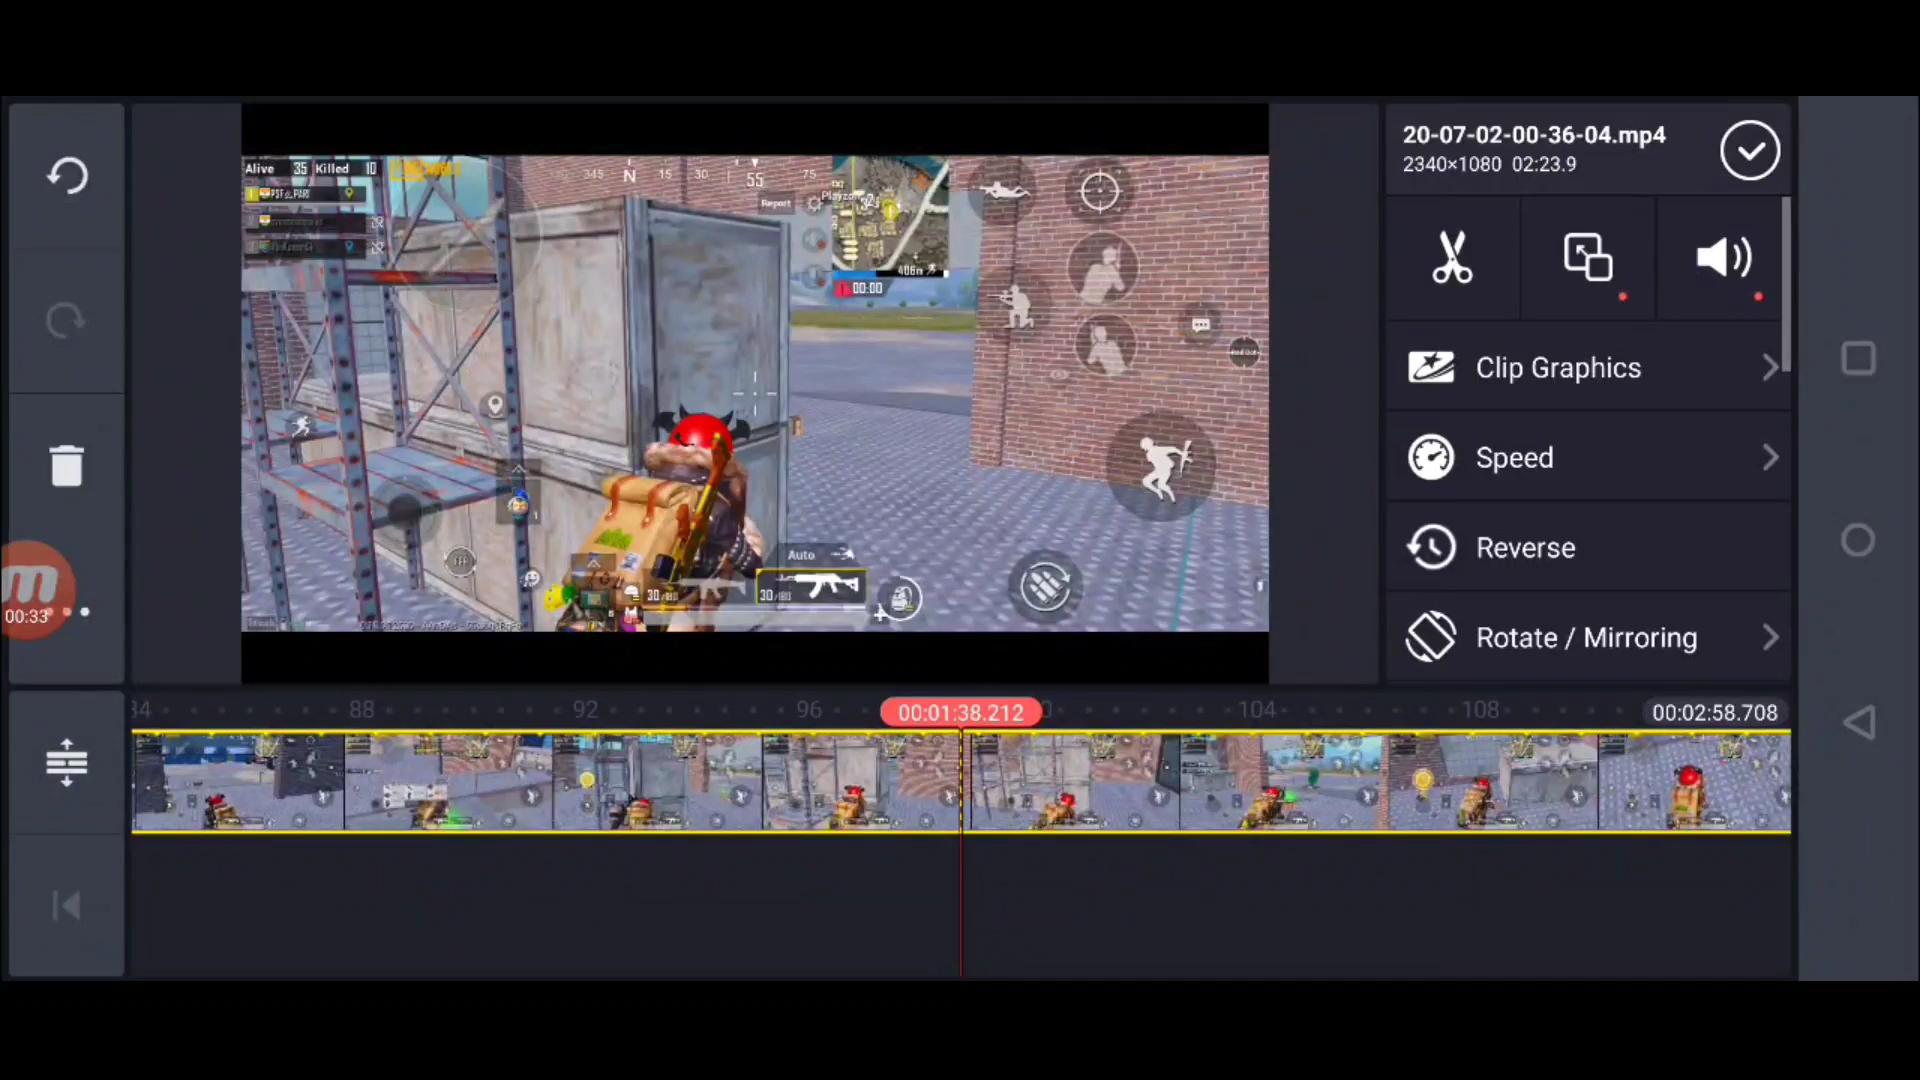 20-07-02-00-36-04.mp4
2340×1080 02:23.9
Alive 35 Killed 10
345 N 15 30 55 75
Report
406m
00:00
Clip Graphics
Speed
Reverse
Rotate / Mirroring
Auto
30
30
00:33
88 92 96 00:01:38.212 104 108 00:02:58.708